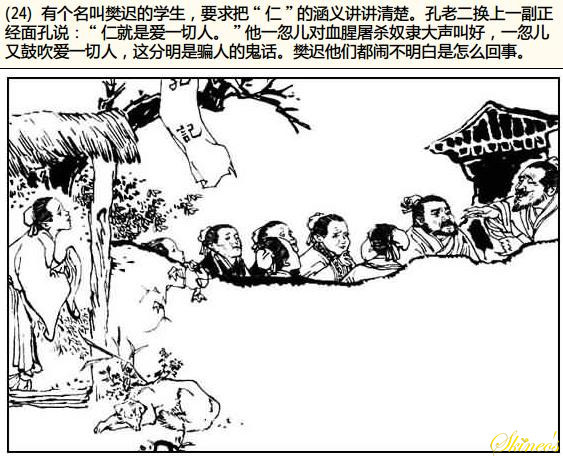 (24) 有个名叫樊迟的学生，要求把“仁”的涵义讲讲清楚。孔老二换上一副正
经面孔说：“仁就是爱一切人。”他一忽儿对血腥屠杀奴隶大声叫好，一忽儿
又鼓吹爱一切人，这分明是骗人的鬼话。樊迟他们都闹不明白是怎么回事。
記